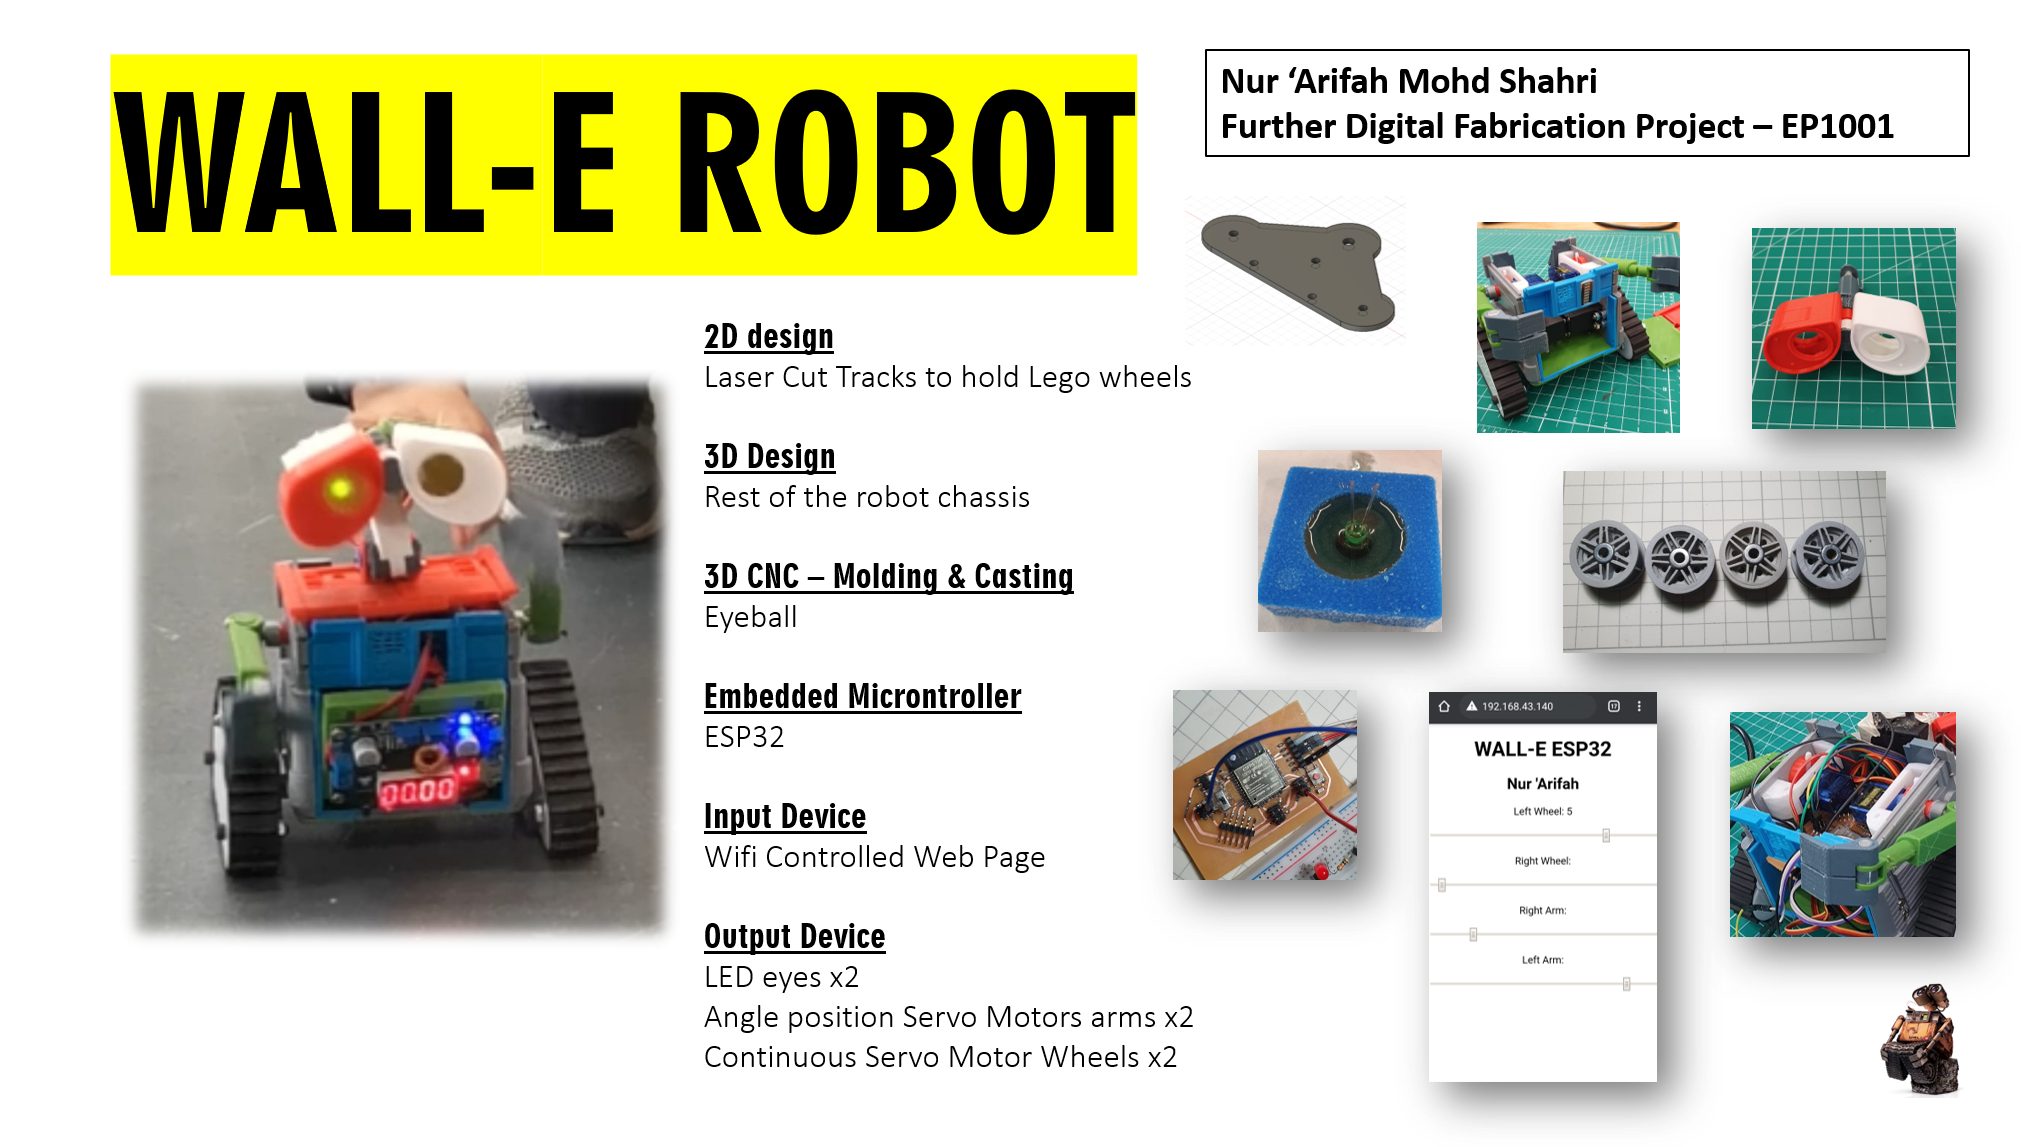 WALL-E ROBOT
Nur ‘Arifah Mohd Shahri
Further Digital Fabrication Project – EP1001
2D design
Laser Cut Tracks to hold Lego wheels
3D Design
Rest of the robot chassis
3D CNC – Molding & Casting
Eyeball
Embedded Microntroller
ESP32
Input Device
Wifi Controlled Web Page
Output Device
LED eyes x2
Angle position Servo Motors arms x2
Continuous Servo Motor Wheels x2
00.00
192.168.43.140
17
WALL-E ESP32
Nur 'Arifah
Left Wheel: 5
Right Wheel:
Right Arm:
Left Arm: